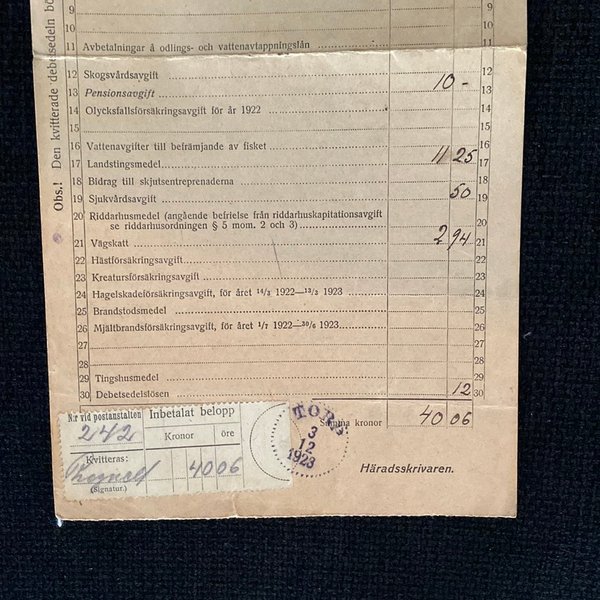 Obs.! Den kvitterade debetsedeln
9 9
10 10
11 Avbetalningar å odlings- och vattenavtappningslån 11
12 Skogsvårdsavgift 12
13 Pensionsavgift 10 - 13
14 Olycksfallsförsäkringsavgift för år 1922 14
15 15
16 Vattenavgifter till befrämjande av fisket 16
17 Landstingsmedel 11 25 17
18 Bidrag till skjutsentreprenaderna 18
19 Sjukvårdsavgift 50 19
20 Riddarhusmedel (angående befrielse från riddarhuskapitationsavgift
se riddarhusordningen § 5 mom. 2 och 3) 20
21 Vägskatt 2 94 21
22 Hästförsäkringsavgift 22
23 Kreatursförsäkringsavgift 23
24 Hagelskadeförsäkringsavgift, för året 14/3 1922—13/3 1923 24
25 Brandstodsmedel 25
26 Mjältbrandsförsäkringsavgift, för året 1/7 1922—30/6 1923 26
27 27
28 28
29 Tingshusmedel 29
30 Debetsedelslösen 12 30
Summa kronor 40 06
N:r vid postanstalten Inbetalat belopp
242 Kronor öre
Kvitteras: 40 06
(Signatur.)
TORP
3
12
1923
Häradsskrivaren.